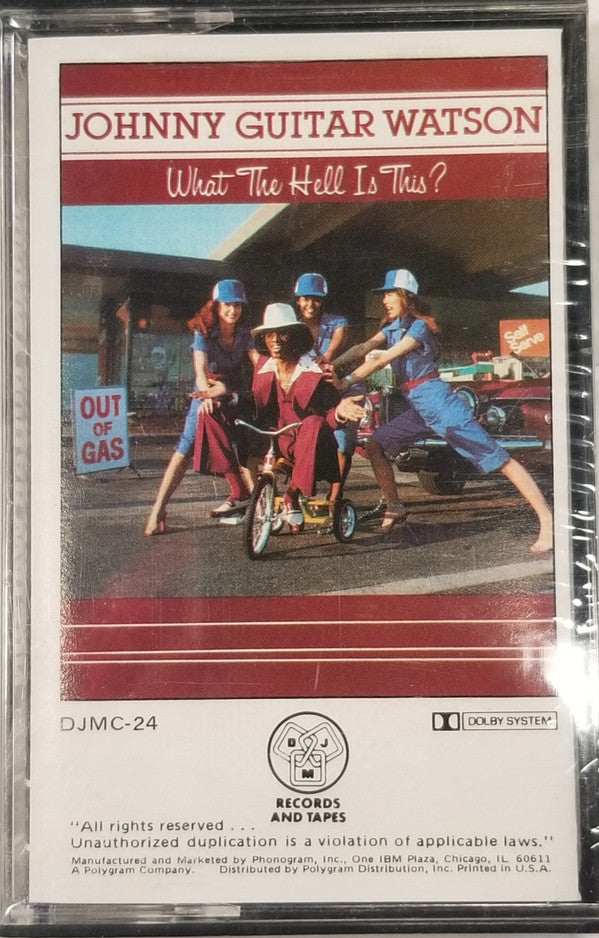 JOHNNY GUITAR WATSON
What The Hell Is This?
Self
Serve
OUT
OF
GAS
DJMC-24
DOLBY SYSTEM
D J
M
RECORDS
AND TAPES
"All rights reserved . . .
Unauthorized duplication is a violation of applicable laws."
Manufactured and Marketed by Phonogram, Inc., One IBM Plaza, Chicago, IL 60611
A Polygram Company. Distributed by Polygram Distribution, Inc. Printed in U.S.A.